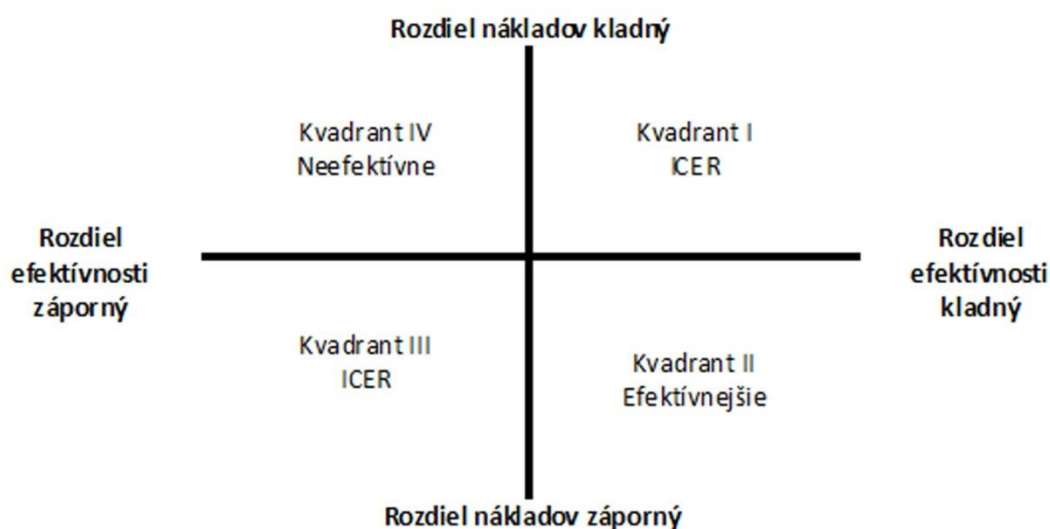 Rozdiel nákladov kladný
Kvadrant IV
Neefektívne
Kvadrant I
ICER
Rozdiel
efektívnosti
záporný
Rozdiel
efektívnosti
kladný
Kvadrant III
ICER
Kvadrant II
Efektívnejšie
Rozdiel nákladov záporný